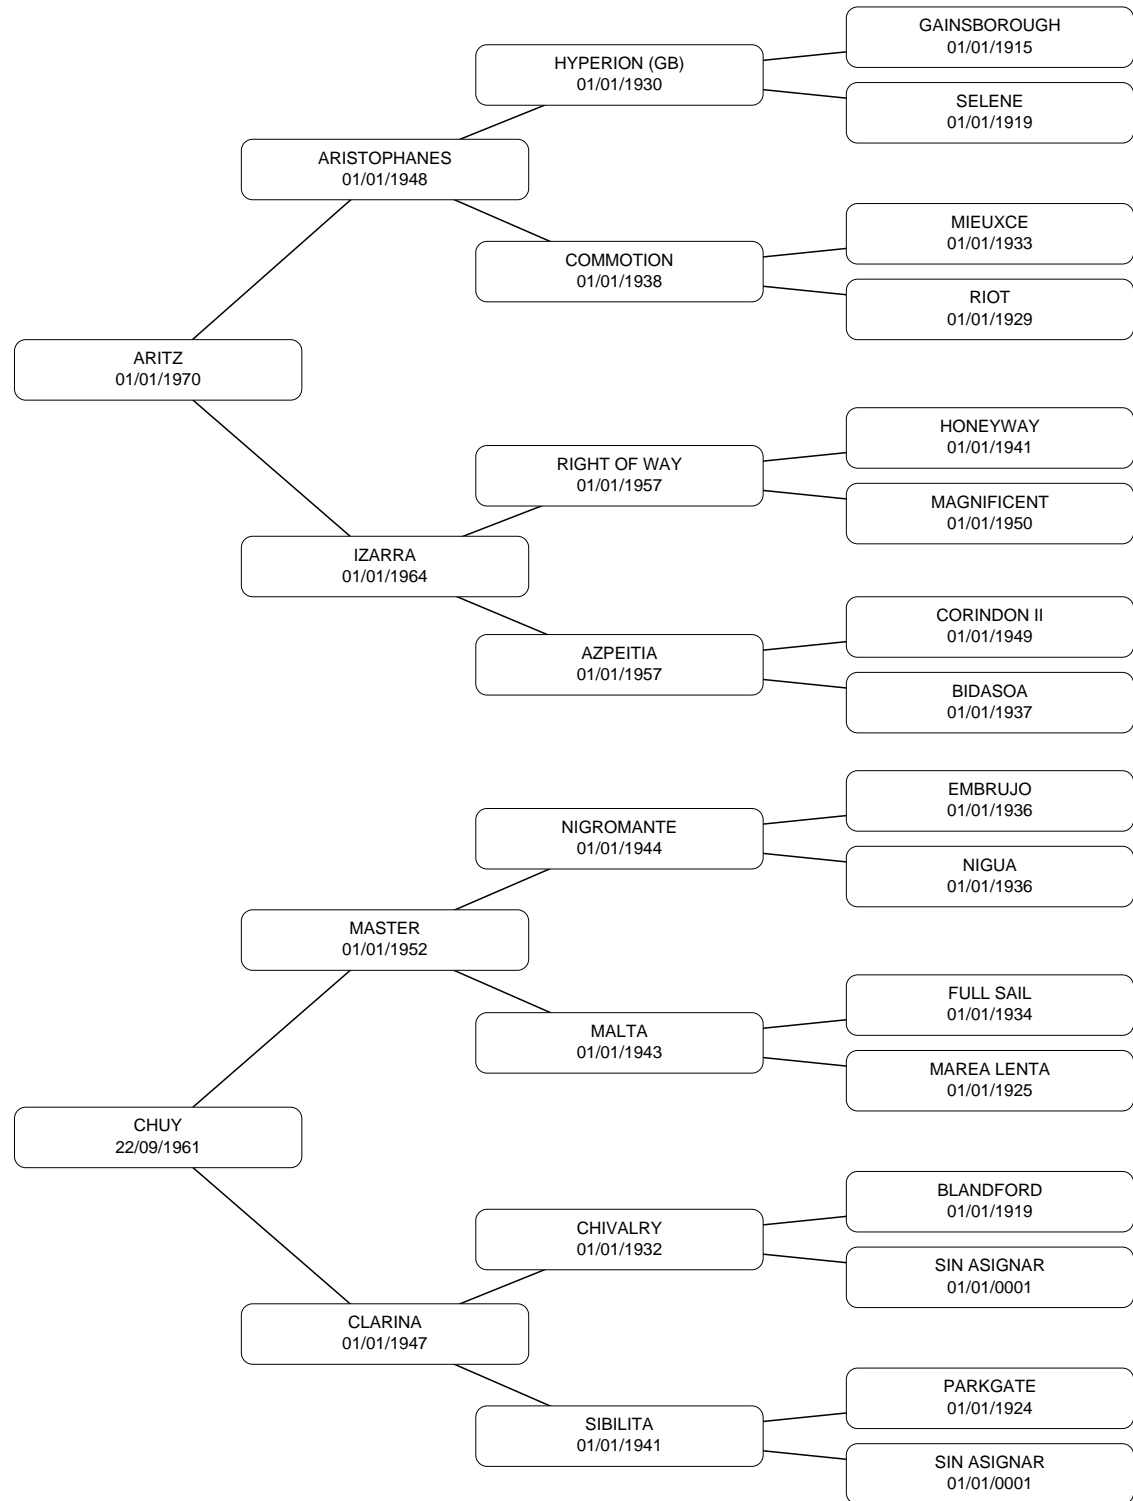 GAINSBOROUGH
01/01/1915
HYPERION (GB)
01/01/1930
SELENE
01/01/1919
ARISTOPHANES
01/01/1948
MIEUXCE
01/01/1933
COMMOTION
01/01/1938
RIOT
01/01/1929
ARITZ
01/01/1970
HONEYWAY
01/01/1941
RIGHT OF WAY
01/01/1957
MAGNIFICENT
01/01/1950
IZARRA
01/01/1964
CORINDON II
01/01/1949
AZPEITIA
01/01/1957
BIDASOA
01/01/1937
EMBRUJO
01/01/1936
NIGROMANTE
01/01/1944
NIGUA
01/01/1936
MASTER
01/01/1952
FULL SAIL
01/01/1934
MALTA
01/01/1943
MAREA LENTA
01/01/1925
CHUY
22/09/1961
BLANDFORD
01/01/1919
CHIVALRY
01/01/1932
SIN ASIGNAR
01/01/0001
CLARINA
01/01/1947
PARKGATE
01/01/1924
SIBILITA
01/01/1941
SIN ASIGNAR
01/01/0001